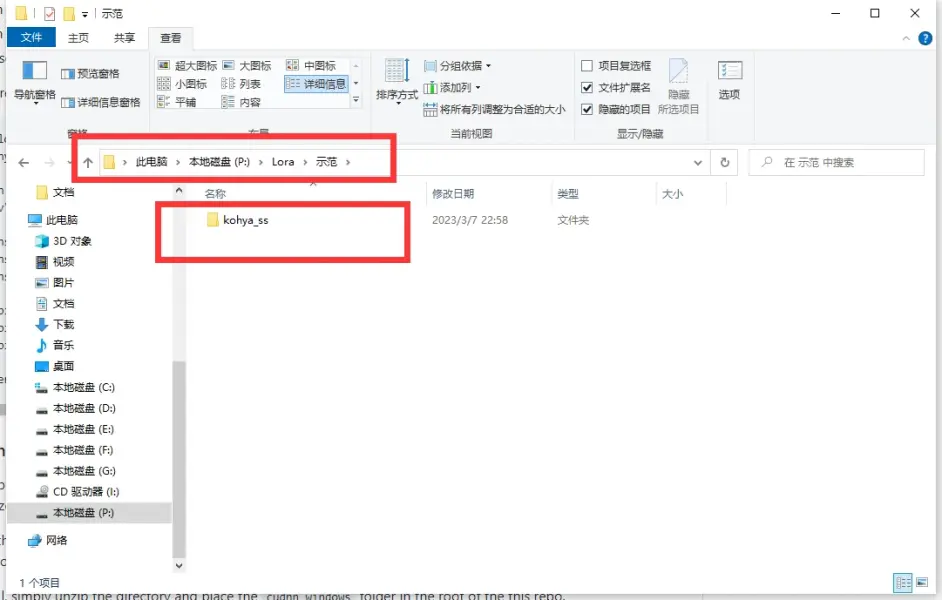 示范
文件 主页 共享 查看
导航窗格
预览窗格
详细信息窗格
窗格
超大图标 大图标 中图标
小图标 列表 详细信息
平铺 内容
布局
排序方式
分组依据
添加列
将所有列调整为合适的大小
当前视图
项目复选框
文件扩展名
隐藏的项目
隐藏
所选项目
显示/隐藏
选项
此电脑 › 本地磁盘 (P:) › Lora › 示范 ›
在 示范 中搜索
名称 修改日期 类型 大小
kohya_ss 2023/3/7 22:58 文件夹
文档
此电脑
3D 对象
视频
图片
文档
下载
音乐
桌面
本地磁盘 (C:)
本地磁盘 (D:)
本地磁盘 (E:)
本地磁盘 (F:)
本地磁盘 (G:)
CD 驱动器 (I:)
本地磁盘 (P:)
网络
1 个项目
simply unzip the directory and place the cudnn_windows folder in the root of the this repo.